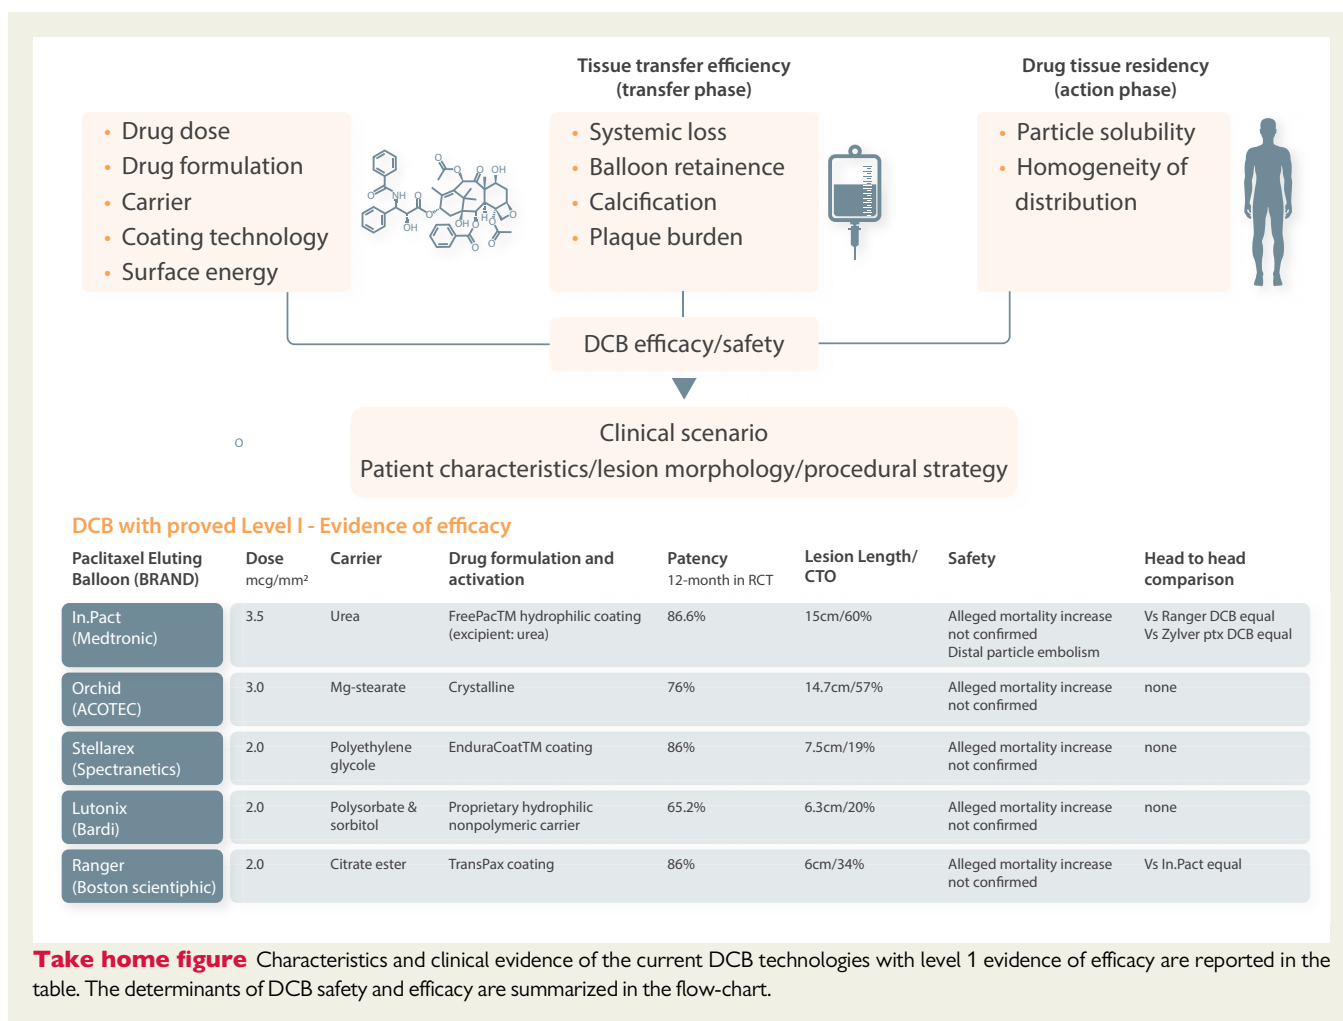 Tissue transfer efficiency
(transfer phase)
Drug tissue residency
(action phase)
• Drug dose
• Drug formulation
• Carrier
• Coating technology
• Surface energy
O
O
NH
O
O
OH
O
O
OH
OH
O
O
H
O
O
O
• Systemic loss
• Balloon retainence
• Calcification
• Plaque burden
• Particle solubility
• Homogeneity of
distribution
DCB efficacy/safety
O
Clinical scenario
Patient characteristics/lesion morphology/procedural strategy
DCB with proved Level I - Evidence of efficacy
Paclitaxel Eluting Balloon (BRAND) Dose mcg/mm² Carrier Drug formulation and activation Patency 12-month in RCT Lesion Length/ CTO Safety Head to head comparison
In.Pact 3.5 Urea FreePacTM hydrophilic coating 86.6% 15cm/60% Alleged mortality increase Vs Ranger DCB equal
(Medtronic) (excipient: urea) not confirmed Vs Zylver ptx DCB equal
Distal particle embolism
Orchid 3.0 Mg-stearate Crystalline 76% 14.7cm/57% Alleged mortality increase none
(ACOTEC) not confirmed
Stellarex 2.0 Polyethylene EnduraCoatTM coating 86% 7.5cm/19% Alleged mortality increase none
(Spectranetics) glycole not confirmed
Lutonix 2.0 Polysorbate & Proprietary hydrophilic 65.2% 6.3cm/20% Alleged mortality increase none
(Bardi) sorbitol nonpolymeric carrier not confirmed
Ranger 2.0 Citrate ester TransPax coating 86% 6cm/34% Alleged mortality increase Vs In.Pact equal
(Boston scientiphic) not confirmed
Take home figure Characteristics and clinical evidence of the current DCB technologies with level 1 evidence of efficacy are reported in the
table. The determinants of DCB safety and efficacy are summarized in the flow-chart.